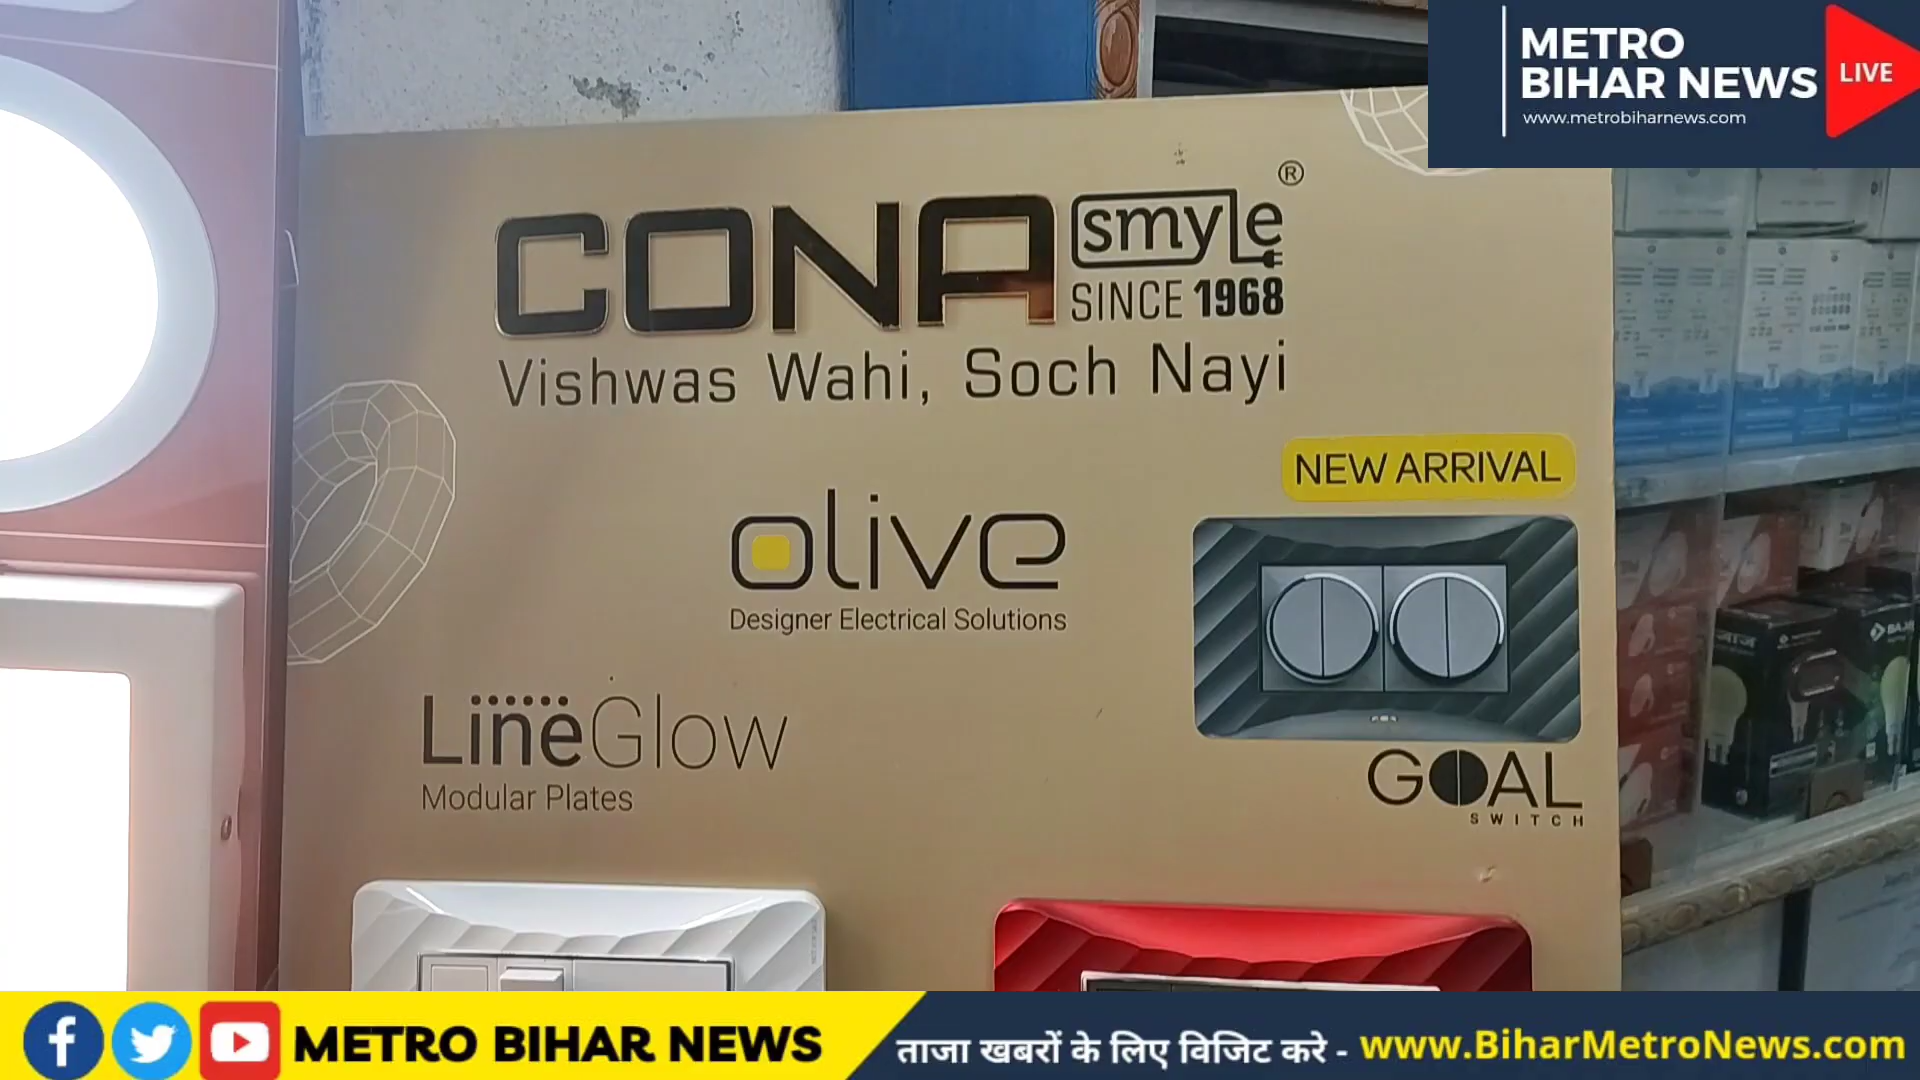 METRO
BIHAR NEWS
LIVE
www.metrobiharnews.com
CONA smyle ®
SINCE 1968
Vishwas Wahi, Soch Nayi
NEW ARRIVAL
olive
Designer Electrical Solutions
LineGlow
Modular Plates
GOAL
SWITCH
METRO BIHAR NEWS
ताजा खबरों के लिए विजिट करे - www.BiharMetroNews.com